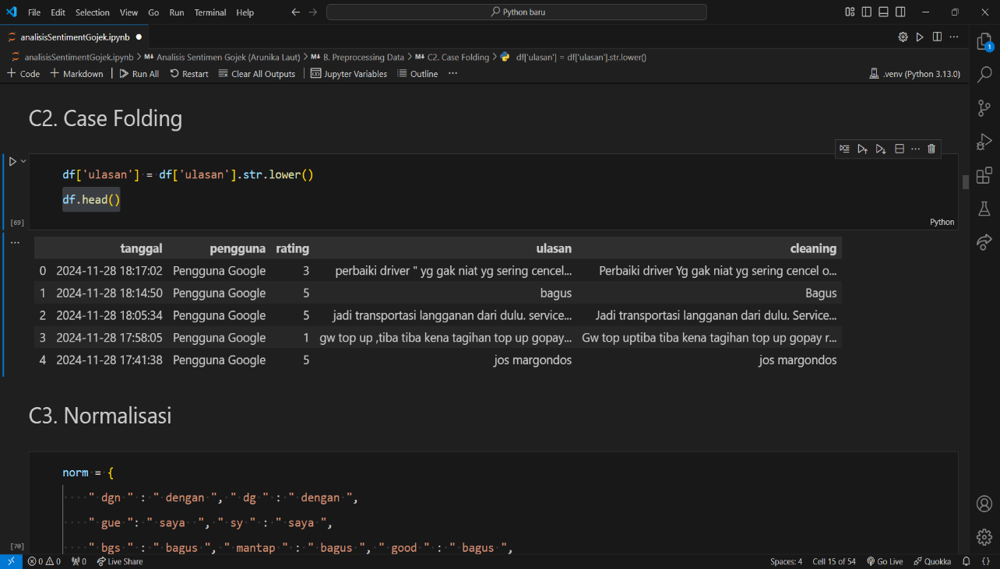 File Edit Selection View Go Run Terminal Help Python baru
analisisSentimentGojek.ipynb
analisisSentimentGojek.ipynb > M↓ Analisis Sentimen Gojek (Arunika Laut) > M↓ B. Preprocessing Data > M↓ C2. Case Folding > df['ulasan'] = df['ulasan'].str.lower()
+ Code + Markdown | Run All Restart Clear All Outputs | Jupyter Variables Outline ··· .venv (Python 3.13.0)
1
C2. Case Folding
df['ulasan'] = df['ulasan'].str.lower()
df.head()
[69] Python
tanggal pengguna rating ulasan cleaning
0 2024-11-28 18:17:02 Pengguna Google 3 perbaiki driver " yg gak niat yg sering cencel... Perbaiki driver Yg gak niat yg sering cencel o...
1 2024-11-28 18:14:50 Pengguna Google 5 bagus Bagus
2 2024-11-28 18:05:34 Pengguna Google 5 jadi transportasi langganan dari dulu. service... Jadi transportasi langganan dari dulu. Service...
3 2024-11-28 17:58:05 Pengguna Google 1 gw top up ,tiba tiba kena tagihan top up gopay... Gw top uptiba tiba kena tagihan top up gopay r...
4 2024-11-28 17:41:38 Pengguna Google 5 jos margondos jos margondos
C3. Normalisasi
norm = {
" dgn " : " dengan ", " dg " : " dengan ",
" gue ": " saya  ", " sy " : " saya ",
[70] " bgs " : " bagus ", " mantap " : " bagus ", " good " : " bagus ",
0 0 0 Live Share Spaces: 4 Cell 15 of 54 Go Live Quokka {}